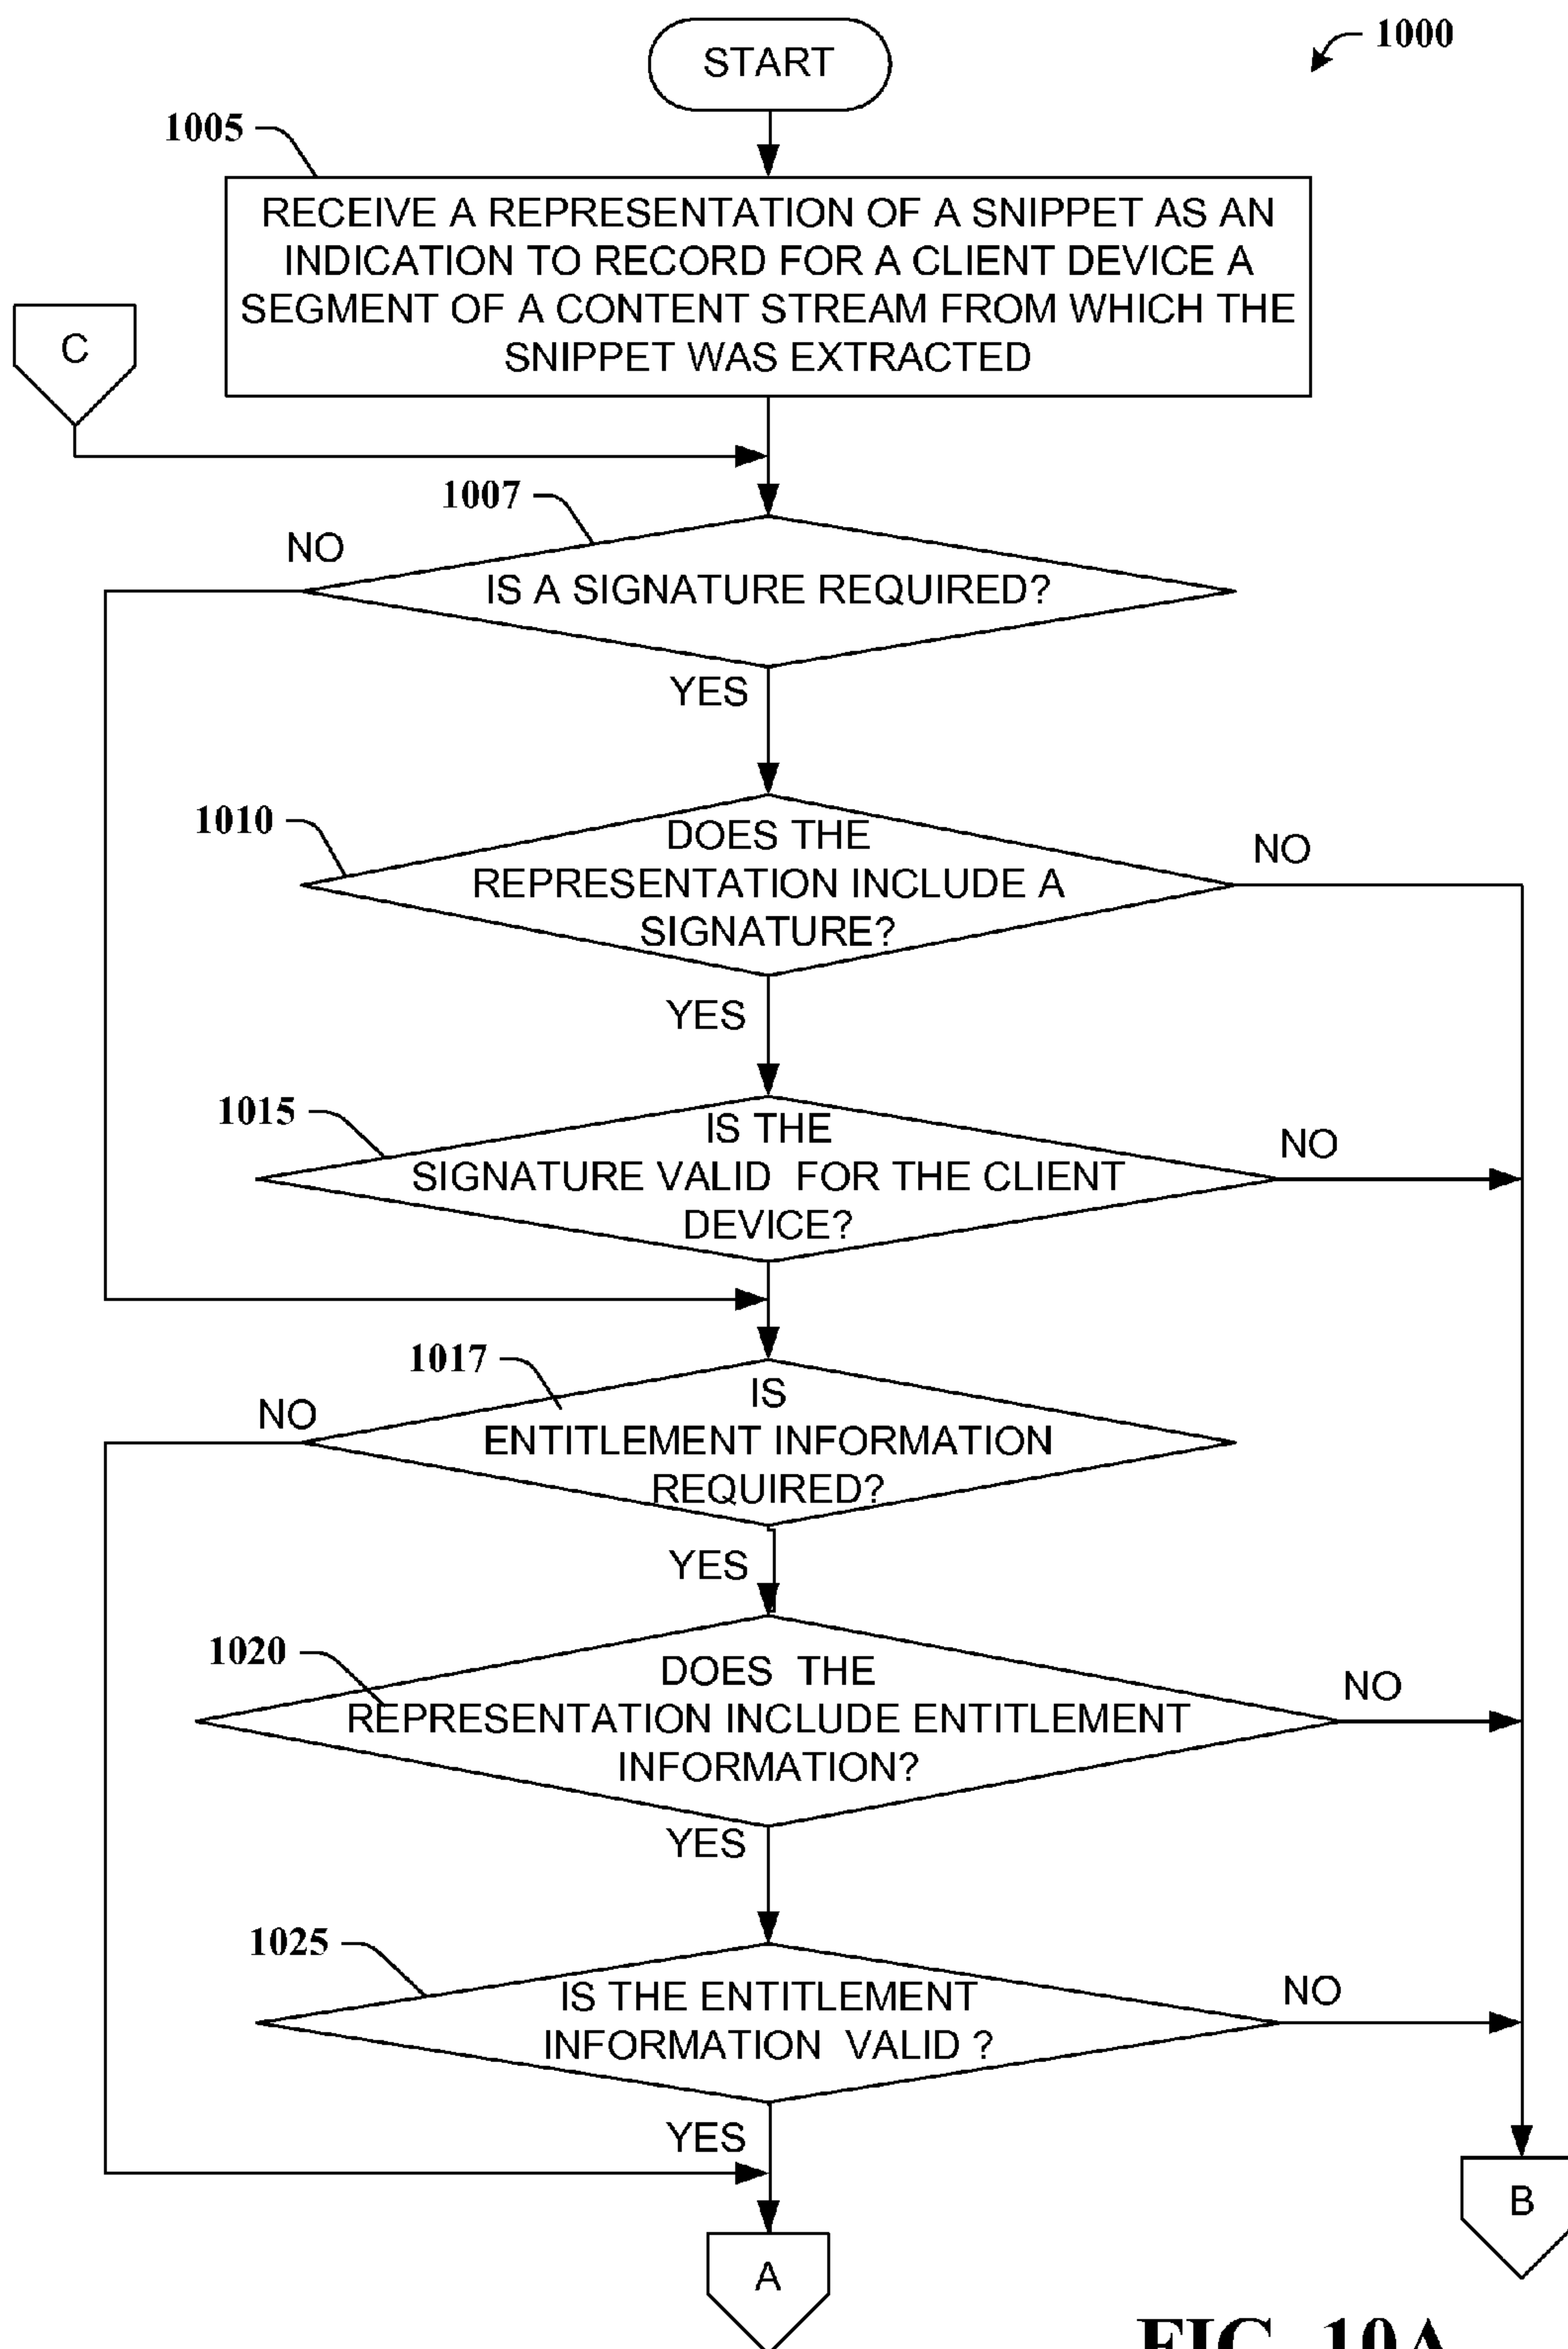 START
1000
1005
RECEIVE A REPRESENTATION OF A SNIPPET AS AN
INDICATION TO RECORD FOR A CLIENT DEVICE A
SEGMENT OF A CONTENT STREAM FROM WHICH THE
SNIPPET WAS EXTRACTED
C
1007
NO
IS A SIGNATURE REQUIRED?
YES
1010
DOES THE
REPRESENTATION INCLUDE A
SIGNATURE?
NO
YES
1015
IS THE
SIGNATURE VALID FOR THE CLIENT
DEVICE?
NO
1017
NO
IS
ENTITLEMENT INFORMATION
REQUIRED?
YES
1020
DOES THE
REPRESENTATION INCLUDE ENTITLEMENT
INFORMATION?
NO
YES
1025
IS THE ENTITLEMENT
INFORMATION VALID ?
NO
YES
B
A
FIG. 10A